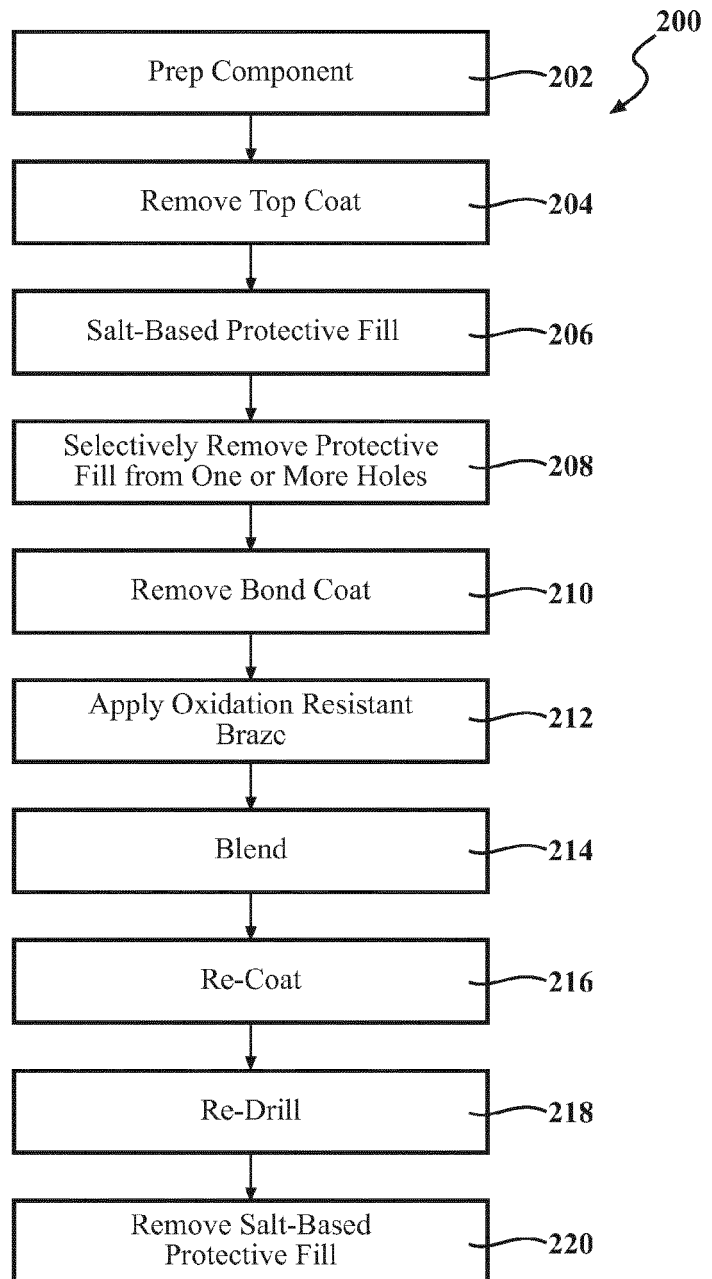 200
Prep Component
202
Remove Top Coat
204
Salt-Based Protective Fill
206
Selectively Remove Protective
Fill from One or More Holes
208
Remove Bond Coat
210
Apply Oxidation Resistant
Braze
212
Blend
214
Re-Coat
216
Re-Drill
218
Remove Salt-Based
Protective Fill
220